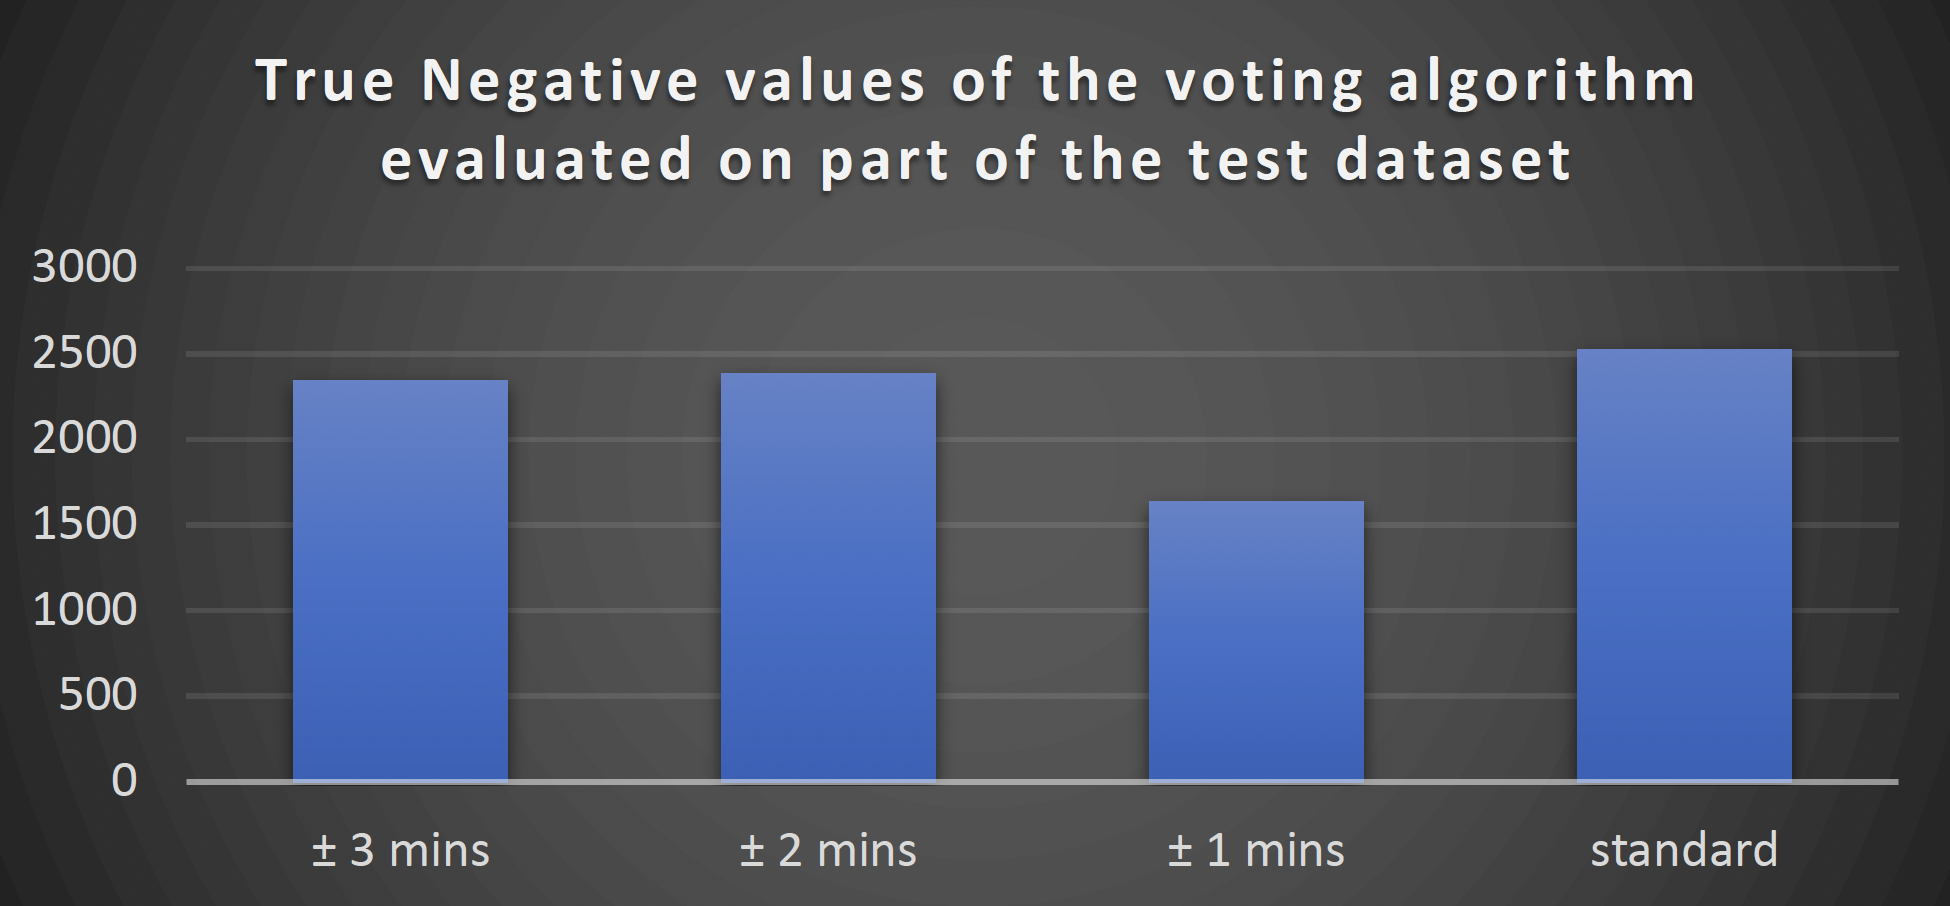 True Negative values of the voting algorithm
evaluated on part of the test dataset
3000
2500
2000
1500
1000
500
0
± 3 mins
± 2 mins
± 1 mins
standard